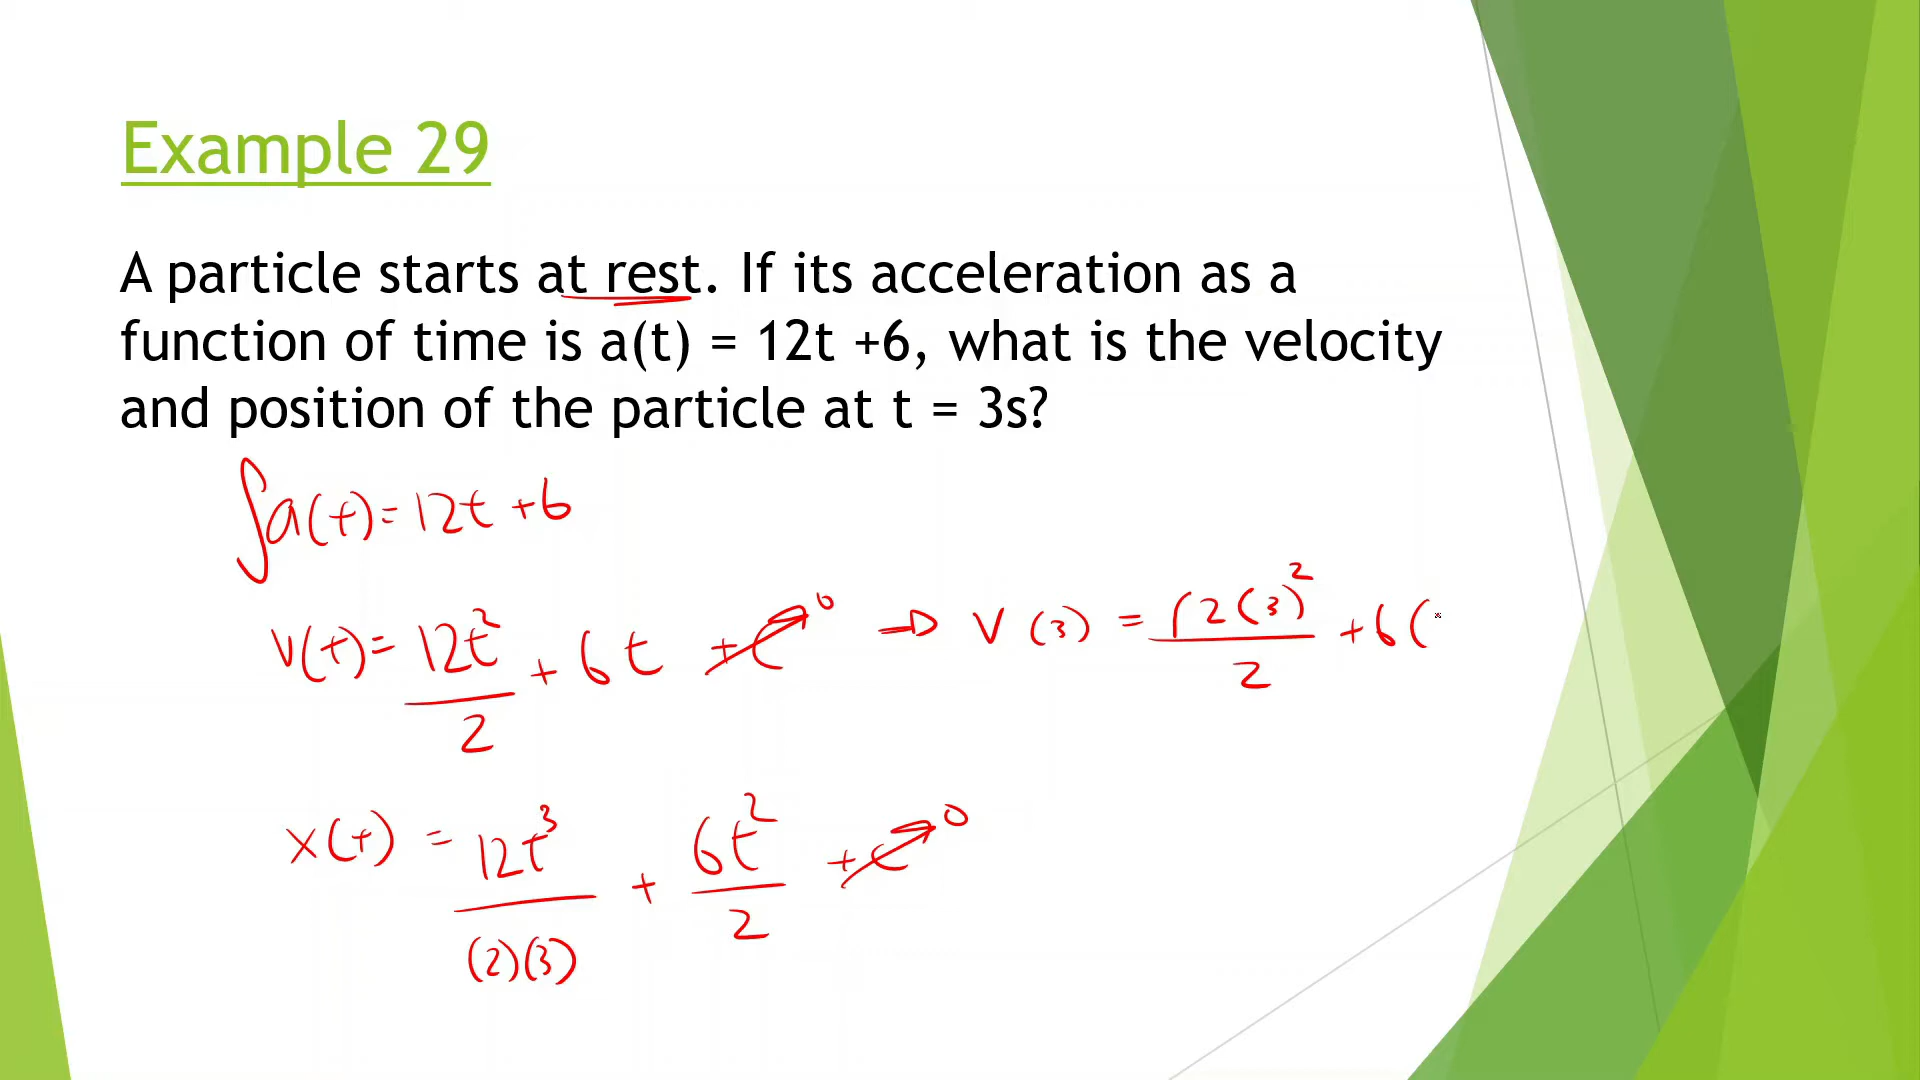 Example 29
A particle starts at rest. If its acceleration as a
function of time is a(t) = 12t +6, what is the velocity
and position of the particle at t = 3s?
∫a(t) = 12t + 6
v(t) = 12t²/2 + 6t + C → 0 ⇒ v(3) = 12(3)²/2 + 6(
x(t) = 12t³/(2)(3) + 6t²/2 + C → 0